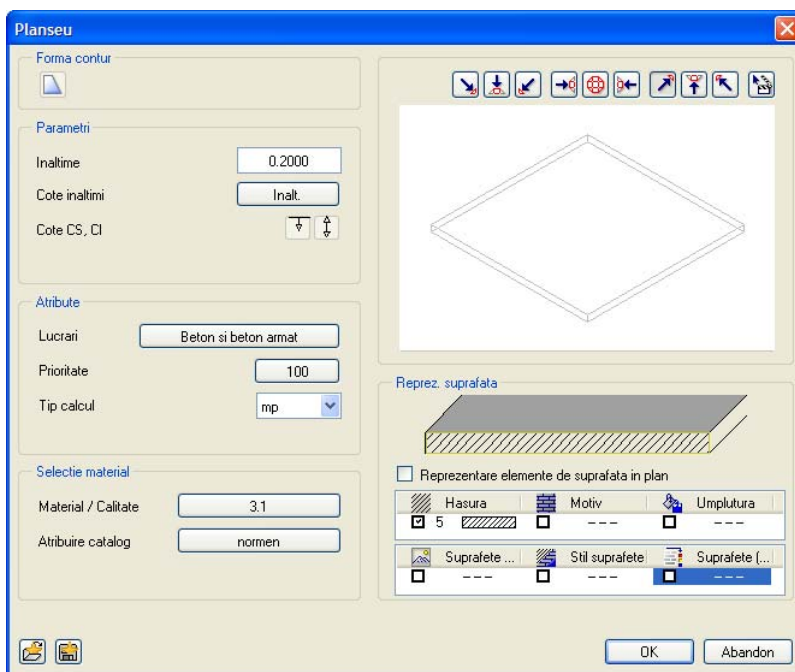 Planseu
Forma contur
Parametri
Inaltime 0.2000
Cote inaltimi Inalt.
Cote CS, CI
Atribute
Lucrari Beton si beton armat
Prioritate 100
Tip calcul mp
Selectie material
Material / Calitate 3.1
Atribuire catalog normen
Reprez. suprafata
Reprezentare elemente de suprafata in plan
Hasura Motiv Umplutura
5 --- ---
Suprafete ... Stil suprafete Suprafete (...
--- --- ---
OK Abandon